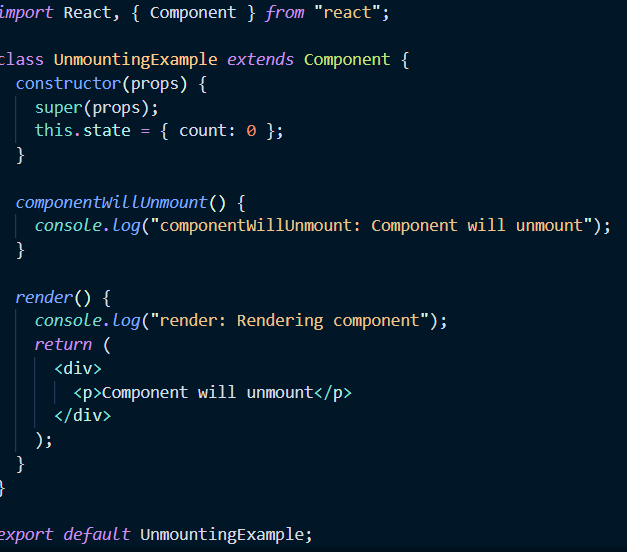 import React, { Component } from "react";
class UnmountingExample extends Component {
constructor(props) {
super(props);
this.state = { count: 0 };
}
componentWillUnmount() {
console.log("componentWillUnmount: Component will unmount");
}
render() {
console.log("render: Rendering component");
return (
<div>
<p>Component will unmount</p>
</div>
);
}
}
export default UnmountingExample;